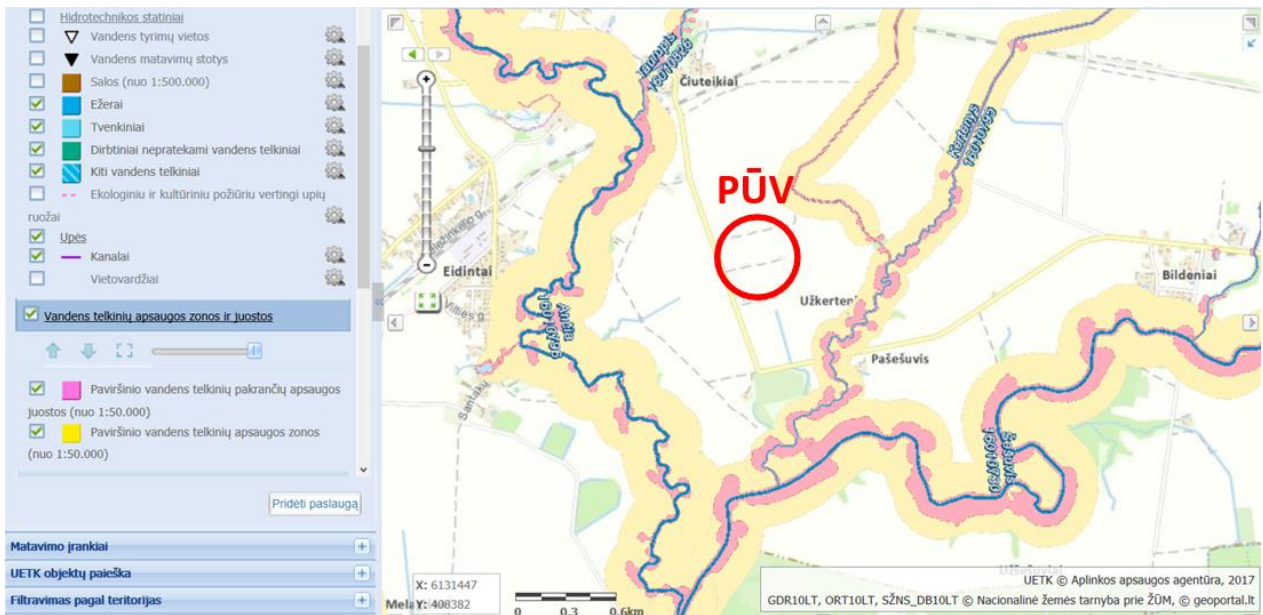 Hidrotechnikos statiniai
Vandens tyrimų vietos
Vandens matavimų stotys
Salos (nuo 1:500.000)
Ežerai
Tvenkiniai
Dirbtiniai nepratekami vandens telkiniai
Kiti vandens telkiniai
Ekologiniu ir kultūriniu požiūriu vertingi upių
ruožai
Upės
Kanalai
Vietovardžiai
Vandens telkinių apsaugos zonos ir juostos
Paviršinio vandens telkinių pakrančių apsaugos
juostos (nuo 1:50.000)
Paviršinio vandens telkinių apsaugos zonos
(nuo 1:50.000)
Pridėti paslaugą
Matavimo įrankiai
UETK objektų paieška
Filtravimas pagal teritorijas
Čiuteikiai
PŪV
Eidintai
Bildeniai
Pašešuvis
Ančia
Šešuvis
X: 6131447
Y: 408382
0 0.3 0.6km
UETK © Aplinkos apsaugos agentūra, 2017
GDR10LT, ORT10LT, SŽNS_DB10LT © Nacionalinė žemės tarnyba prie ŽŪM, © geoportal.lt